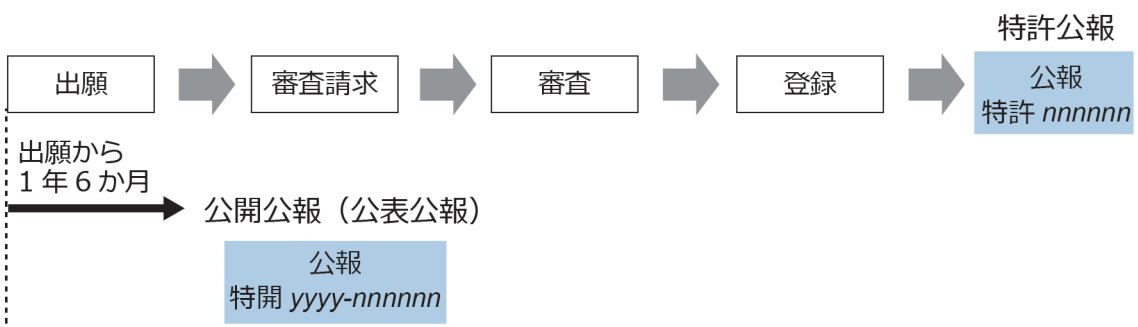 特許公報
出願
審査請求
審査
登録
公報
特許 nnnnnn
出願から
1年6か月
公開公報（公表公報）
公報
特開 yyyy-nnnnnn